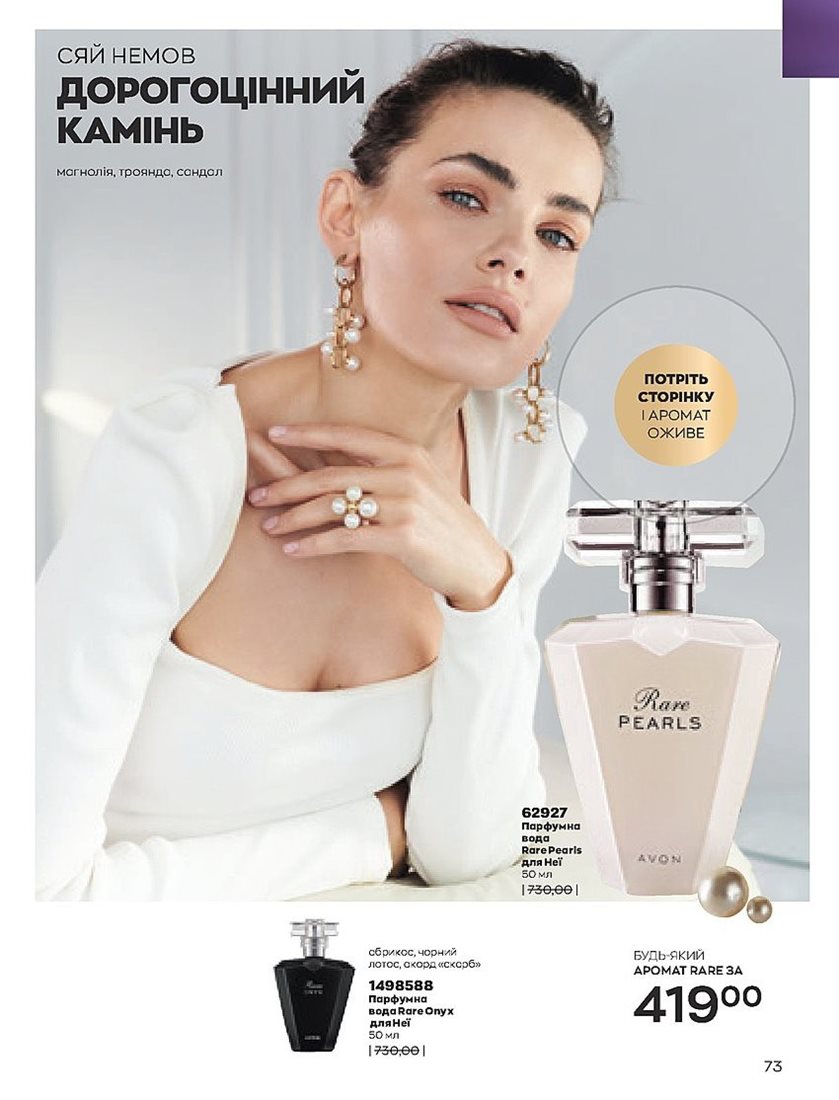 СЯЙ НЕМОВ
ДОРОГОЦІННИЙ
КАМІНЬ
магнолія, троянда, сандал
ПОТРІТЬ
СТОРІНКУ
І АРОМАТ
ОЖИВЕ
Rare
PEARLS
AVON
62927
Парфумна
вода
Rare Pearls
для Неї
50 мл
| 730,00 |
абрикос, чорний
лотос, акорд «скарб»
1498588
Парфумна
вода Rare Onyx
для Неї
50 мл
| 730,00 |
Rare
ONYX
БУДЬ-ЯКИЙ
АРОМАТ RARE ЗА
419⁰⁰
73